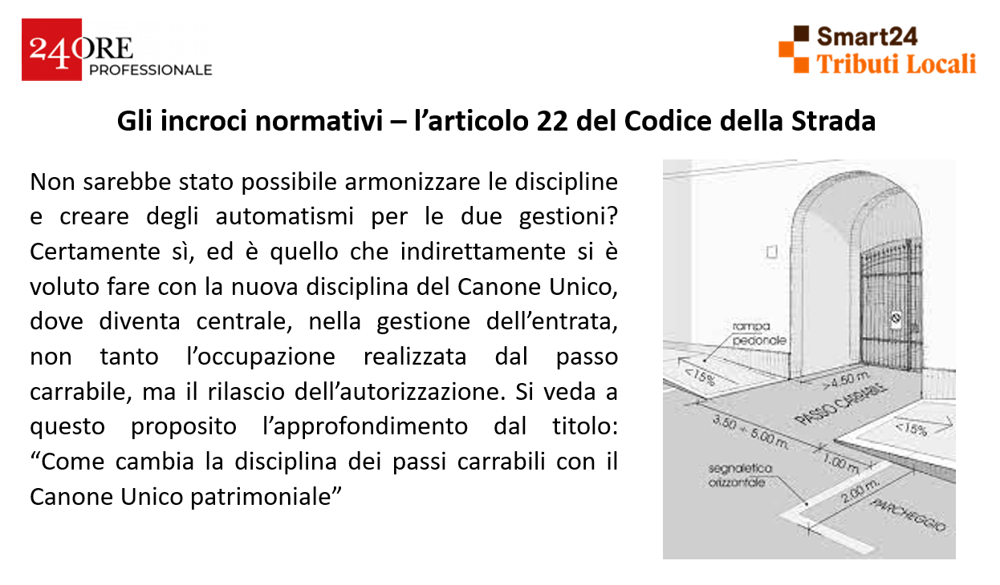 24ORE
PROFESSIONALE
Smart24
Tributi Locali
Gli incroci normativi – l’articolo 22 del Codice della Strada
Non sarebbe stato possibile armonizzare le discipline
e creare degli automatismi per le due gestioni?
Certamente sì, ed è quello che indirettamente si è
voluto fare con la nuova disciplina del Canone Unico,
dove diventa centrale, nella gestione dell’entrata,
non tanto l’occupazione realizzata dal passo
carrabile, ma il rilascio dell’autorizzazione. Si veda a
questo proposito l’approfondimento dal titolo:
“Come cambia la disciplina dei passi carrabili con il
Canone Unico patrimoniale”
rampa
pedonale
<15%
>4.50 m.
PASSO CARRABILE
3.50 ÷ 5.00 m.
<15%
1.00 m.
segnaletica
orizzontale
2.00 m.
PARCHEGGIO